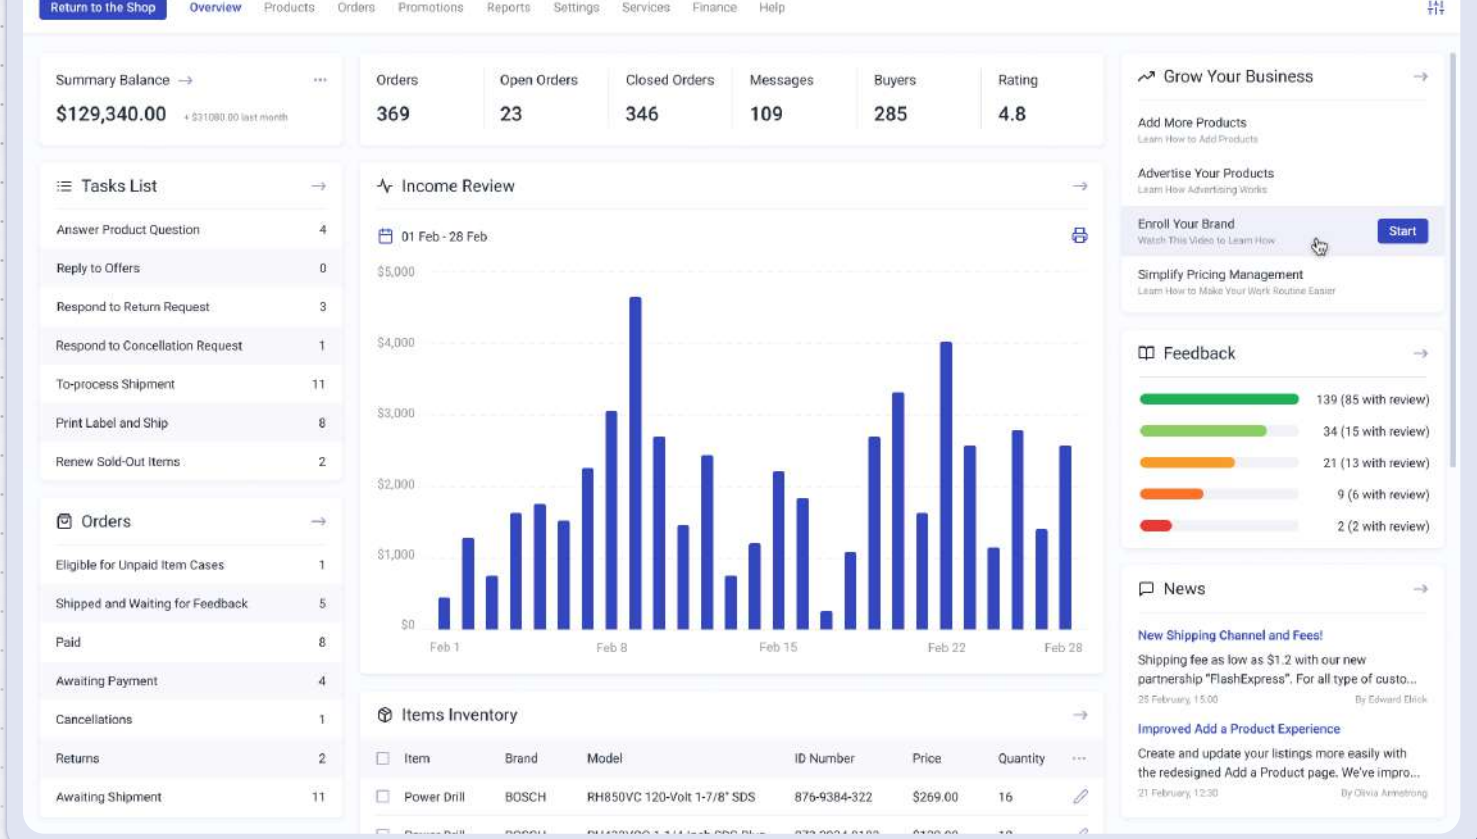 Return to the Shop Overview Products Orders Promotions Reports Settings Services Finance Help
Summary Balance
$129,340.00 + $31080.00 last month
Orders Open Orders Closed Orders Messages Buyers Rating
369 23 346 109 285 4.8
Tasks List
Answer Product Question 4
Reply to Offers 0
Respond to Return Request 3
Respond to Concellation Request 1
To-process Shipment 11
Print Label and Ship 8
Renew Sold-Out Items 2
Orders
Eligible for Unpaid Item Cases 1
Shipped and Waiting for Feedback 5
Paid 8
Awaiting Payment 4
Cancellations 1
Returns 2
Awaiting Shipment 11
Income Review
01 Feb - 28 Feb
$5,000
$4,000
$3,000
$2,000
$1,000
$0
Feb 1 Feb 8 Feb 15 Feb 22 Feb 28
Items Inventory
Item Brand Model ID Number Price Quantity
Power Drill BOSCH RH850VC 120-Volt 1-7/8" SDS 876-9384-322 $269.00 16
Grow Your Business
Add More Products
Learn How to Add Products
Advertise Your Products
Learn How Advertising Works
Enroll Your Brand
Watch This Video to Learn How
Start
Simplify Pricing Management
Learn How to Make Your Work Routine Easier
Feedback
139 (85 with review)
34 (15 with review)
21 (13 with review)
9 (6 with review)
2 (2 with review)
News
New Shipping Channel and Fees!
Shipping fee as low as $1.2 with our new
partnership "FlashExpress". For all type of custo...
25 February, 15:00 By Edward Elrick
Improved Add a Product Experience
Create and update your listings more easily with
the redesigned Add a Product page. We've impro...
21 February, 12:30 By Olivia Armstrong